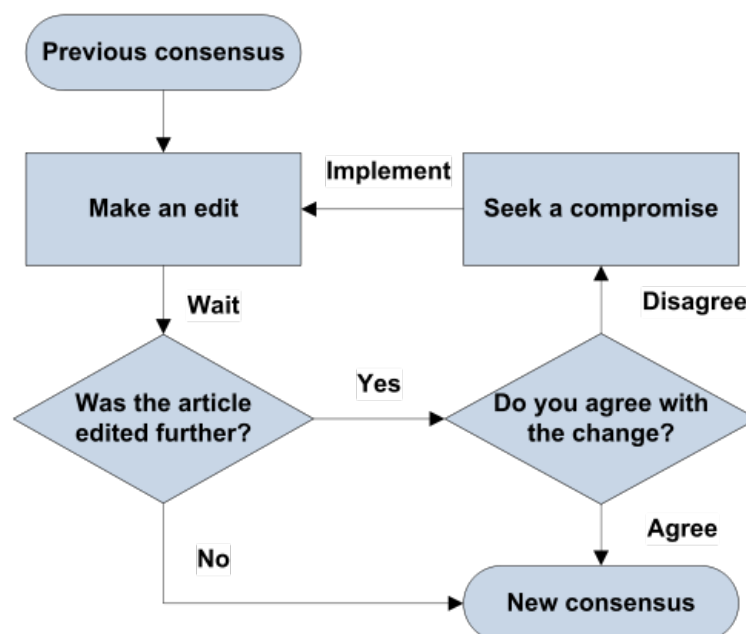 Previous consensus
Implement
Make an edit
Seek a compromise
Wait
Disagree
Was the article
edited further?
Yes
Do you agree with
the change?
No
Agree
New consensus